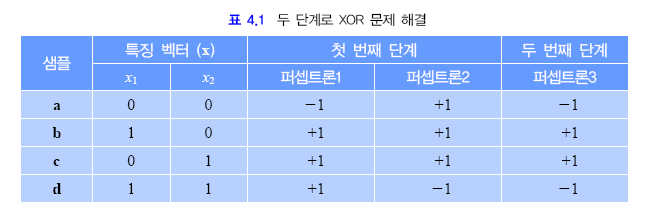 표 4.1 두 단계로 XOR 문제 해결
샘플 특징 벡터 (x) 첫 번째 단계 두 번째 단계
x1 x2 퍼셉트론1 퍼셉트론2 퍼셉트론3
a 0 0 −1 +1 −1
b 1 0 +1 +1 +1
c 0 1 +1 +1 +1
d 1 1 +1 −1 −1